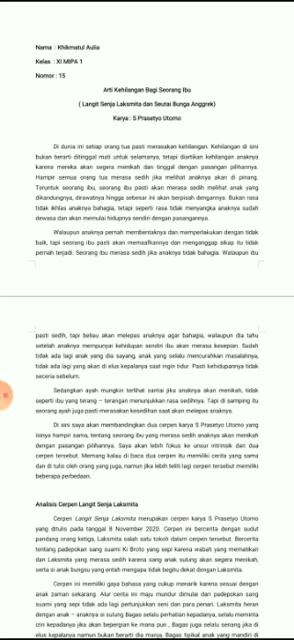 Nama : Khikmatul Aulia
Kelas : XI MIPA 1
Nomor : 15
Arti Kehilangan Bagi Seorang Ibu
( Langit Senja Laksmita dan Seutai Bunga Anggrek)
Karya : S Prasetyo Utomo
Di dunia ini setiap orang tua pasti merasakan kehilangan. Kehilangan di sini
bukan berarti ditinggal mati untuk selamanya, tetapi diartikan kehilangan anaknya
karena mereka akan segera menikah dan tinggal dengan pasangan pilihannya.
Hampir semua orang tua merasa sedih jika melihat anaknya akan di pinang.
Teruntuk seorang ibu, seorang ibu pasti akan merasa sedih melihat anak yang
dikandungnya, dirawatnya hingga sebesar ini akan berpisah dengannya. Bukan rasa
tidak ikhlas anaknya bahagia, tetapi seperti rasa tidak menyangka anaknya sudah
dewasa dan akan memulai hidupnya sendiri dengan pasangannya.
Walaupun anaknya pernah membentaknya dan memperlakukan dengan tidak
baik, tapi seorang ibu pasti akan memaafkannya dan menganggap sikap itu tidak
pernah terjadi. Seorang ibu merasa sedih jika anaknya tidak bahagia. Walaupun ibu
pasti sedih, tapi beliau akan melepas anaknya agar bahagia, walaupun dia tahu
setelah anaknya mempunyai kehidupan sendiri ibu akan merasa kesepian. Sudah
tidak ada lagi anak yang dia sayang, anak yang selalu mencurahkan masalahnya,
tidak ada lagi yang akan di elus kepalanya saat ingin tidur. Pasti kehidupannya tidak
seceria sebelum.
Sedangkan ayah mungkin terlihat santai jika anaknya akan menikah, tidak
seperti ibu yang terang – terangan menunjukkan rasa sedihnya. Tapi di samping itu
seorang ayah juga pasti merasakan kesedihan saat akan melepas anaknya.
Di sini saya akan membandingkan dua cerpen karya S Prasetyo Utomo yang
isinya hampir sama, tentang seorang ibu yang merasa sedih anaknya akan menikah
dengan pasangan pilihannya. Saya akan lebih fokus ke unsur intrinsik dari dua
cerpen tersebut. Memang kalau di baca dua cerpen itu memiliki cerita yang sama
dan di tulis oleh orang yang juga, namun jika lebih teliti lagi cerpen tersebut memiliki
beberapa perbedaan.
Analisis Cerpen Langit Senja Laksmita
Cerpen Langit Senja Laksmita merupakan cerpen karya S Prasetyo Utomo
yang ditulis pada tanggal 8 November 2020. Cerpen ini bercerita dengan sudut
pandang orang ketiga, Laksmita salah satu tokoh dalam cerpen tersebut. Bercerita
tentang padepokan sang suami Ki Broto yang sepi karena wabah yang mematikan
dan Laksmita yang merasa sedih karena sang anak sulung akan segera menikah,
serta si anak bungsu yang entah mengapa tidak begitu dekat dengan Laksmita.
Cerpen ini memiliki gaya bahasa yang cukup menarik karena sesuai dengan
anak zaman sekarang. Alur cerita ini maju mundur dimulai dari padepokan sang
suami yang sepi tidak ada lagi pertunjukkan seni dan para penari. Laksmita heran
dengan anak – anaknya si sulung Bagas selalu perhatian kepadanya, selalu meminta
izin kepadanya jika akan bepergian ke mana pun , Bagas juga selalu serang jika di
elus kepalanya namun bukan berarti dia manja. Bagas tipikal anak yang mandiri di